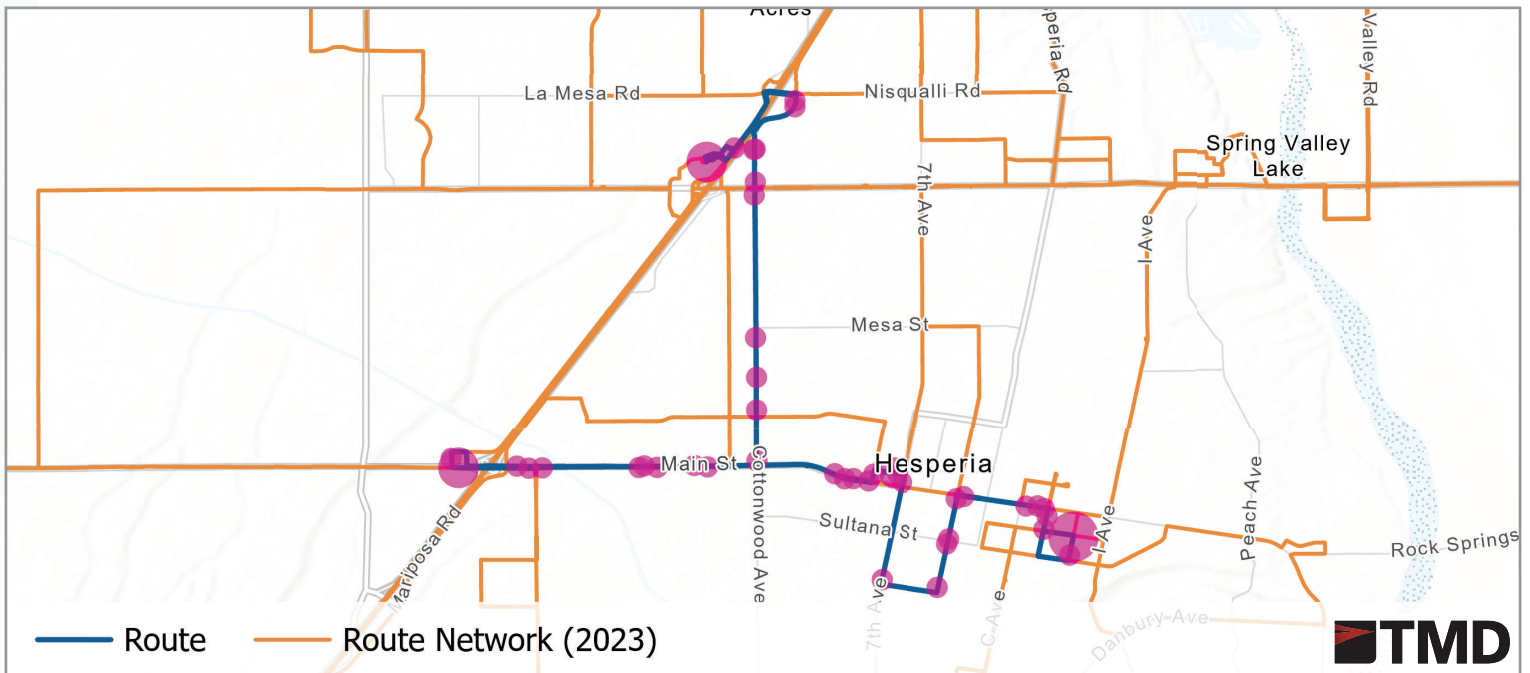 Acres
speria Rd
Valley Rd
La Mesa Rd
Nisqualli Rd
Spring Valley
Lake
7th Ave
I Ave
Mesa St
Main St
Hesperia
Cottonwood Ave
Sultana St
I Ave
Peach Ave
Rock Springs
Mariposa Rd
7th Ave
C Ave
Danbury Ave
Route
Route Network (2023)
TMD